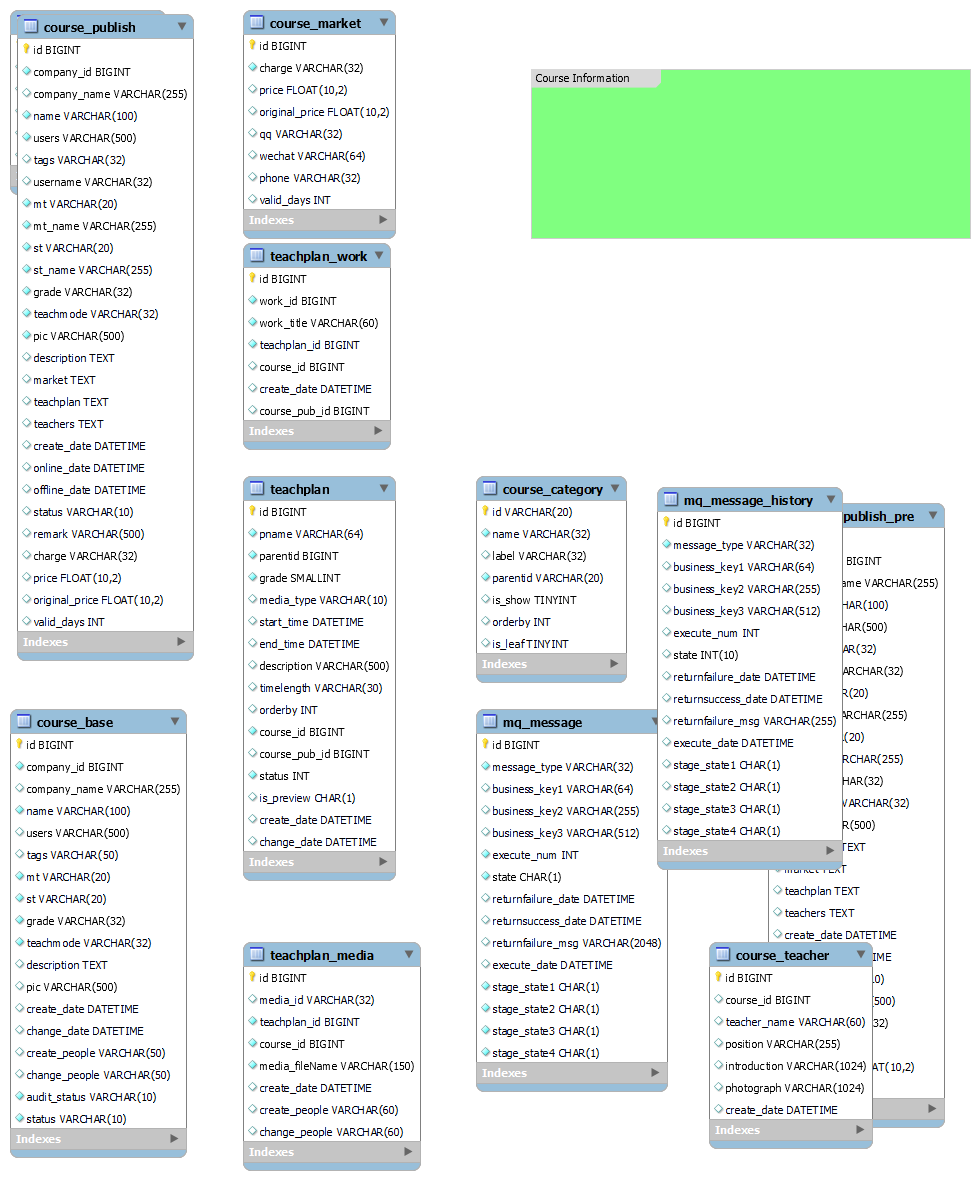 course_publish
id BIGINT
company_id BIGINT
company_name VARCHAR(255)
name VARCHAR(100)
users VARCHAR(500)
tags VARCHAR(32)
username VARCHAR(32)
mt VARCHAR(20)
mt_name VARCHAR(255)
st VARCHAR(20)
st_name VARCHAR(255)
grade VARCHAR(32)
teachmode VARCHAR(32)
pic VARCHAR(500)
description TEXT
market TEXT
teachplan TEXT
teachers TEXT
create_date DATETIME
online_date DATETIME
offline_date DATETIME
status VARCHAR(10)
remark VARCHAR(500)
charge VARCHAR(32)
price FLOAT(10,2)
original_price FLOAT(10,2)
valid_days INT
Indexes
course_base
id BIGINT
company_id BIGINT
company_name VARCHAR(255)
name VARCHAR(100)
users VARCHAR(500)
tags VARCHAR(50)
mt VARCHAR(20)
st VARCHAR(20)
grade VARCHAR(32)
teachmode VARCHAR(32)
description TEXT
pic VARCHAR(500)
create_date DATETIME
change_date DATETIME
create_people VARCHAR(50)
change_people VARCHAR(50)
audit_status VARCHAR(10)
status VARCHAR(10)
Indexes
course_market
id BIGINT
charge VARCHAR(32)
price FLOAT(10,2)
original_price FLOAT(10,2)
qq VARCHAR(32)
wechat VARCHAR(64)
phone VARCHAR(32)
valid_days INT
Indexes
teachplan_work
id BIGINT
work_id BIGINT
work_title VARCHAR(60)
teachplan_id BIGINT
course_id BIGINT
create_date DATETIME
course_pub_id BIGINT
Indexes
teachplan
id BIGINT
pname VARCHAR(64)
parentid BIGINT
grade SMALLINT
media_type VARCHAR(10)
start_time DATETIME
end_time DATETIME
description VARCHAR(500)
timelength VARCHAR(30)
orderby INT
course_id BIGINT
course_pub_id BIGINT
status INT
is_preview CHAR(1)
create_date DATETIME
change_date DATETIME
Indexes
teachplan_media
id BIGINT
media_id VARCHAR(32)
teachplan_id BIGINT
course_id BIGINT
media_fileName VARCHAR(150)
create_date DATETIME
create_people VARCHAR(60)
change_people VARCHAR(60)
Indexes
Course Information
course_category
id VARCHAR(20)
name VARCHAR(32)
label VARCHAR(32)
parentid VARCHAR(20)
is_show TINYINT
orderby INT
is_leaf TINYINT
Indexes
mq_message
id BIGINT
message_type VARCHAR(32)
business_key1 VARCHAR(64)
business_key2 VARCHAR(255)
business_key3 VARCHAR(512)
execute_num INT
state CHAR(1)
returnfailure_date DATETIME
returnsuccess_date DATETIME
returnfailure_msg VARCHAR(2048)
execute_date DATETIME
stage_state1 CHAR(1)
stage_state2 CHAR(1)
stage_state3 CHAR(1)
stage_state4 CHAR(1)
Indexes
mq_message_history
id BIGINT
message_type VARCHAR(32)
business_key1 VARCHAR(64)
business_key2 VARCHAR(255)
business_key3 VARCHAR(512)
execute_num INT
state INT(10)
returnfailure_date DATETIME
returnsuccess_date DATETIME
returnfailure_msg VARCHAR(255)
execute_date DATETIME
stage_state1 CHAR(1)
stage_state2 CHAR(1)
stage_state3 CHAR(1)
stage_state4 CHAR(1)
Indexes
publish_pre
BIGINT
ame VARCHAR(255)
HAR(100)
HAR(500)
AR(32)
ARCHAR(32)
R(20)
ARCHAR(255)
(20)
RCHAR(255)
HAR(32)
VARCHAR(32)
R(500)
TEXT
market TEXT
teachplan TEXT
teachers TEXT
create_date DATETIME
IME
10)
500)
32)
AT(10,2)
course_teacher
id BIGINT
course_id BIGINT
teacher_name VARCHAR(60)
position VARCHAR(255)
introduction VARCHAR(1024)
photograph VARCHAR(1024)
create_date DATETIME
Indexes